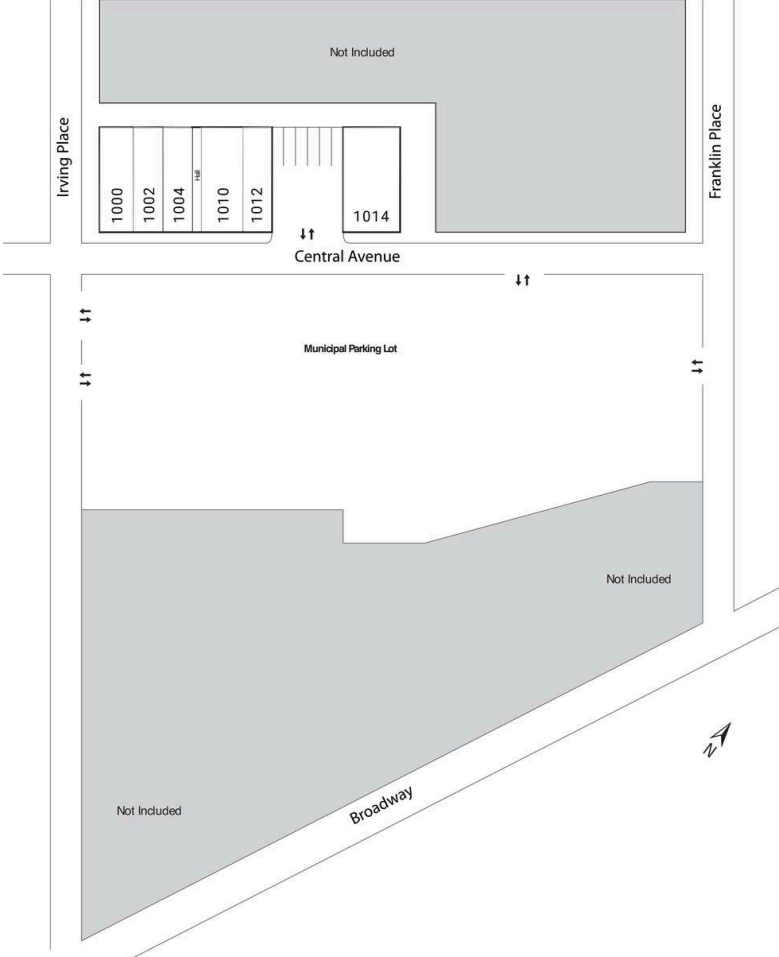 Not Included
Irving Place
Franklin Place
1000
1002
1004
Hall
1010
1012
1014
Central Avenue
Municipal Parking Lot
Not Included
Not Included
Broadway
N